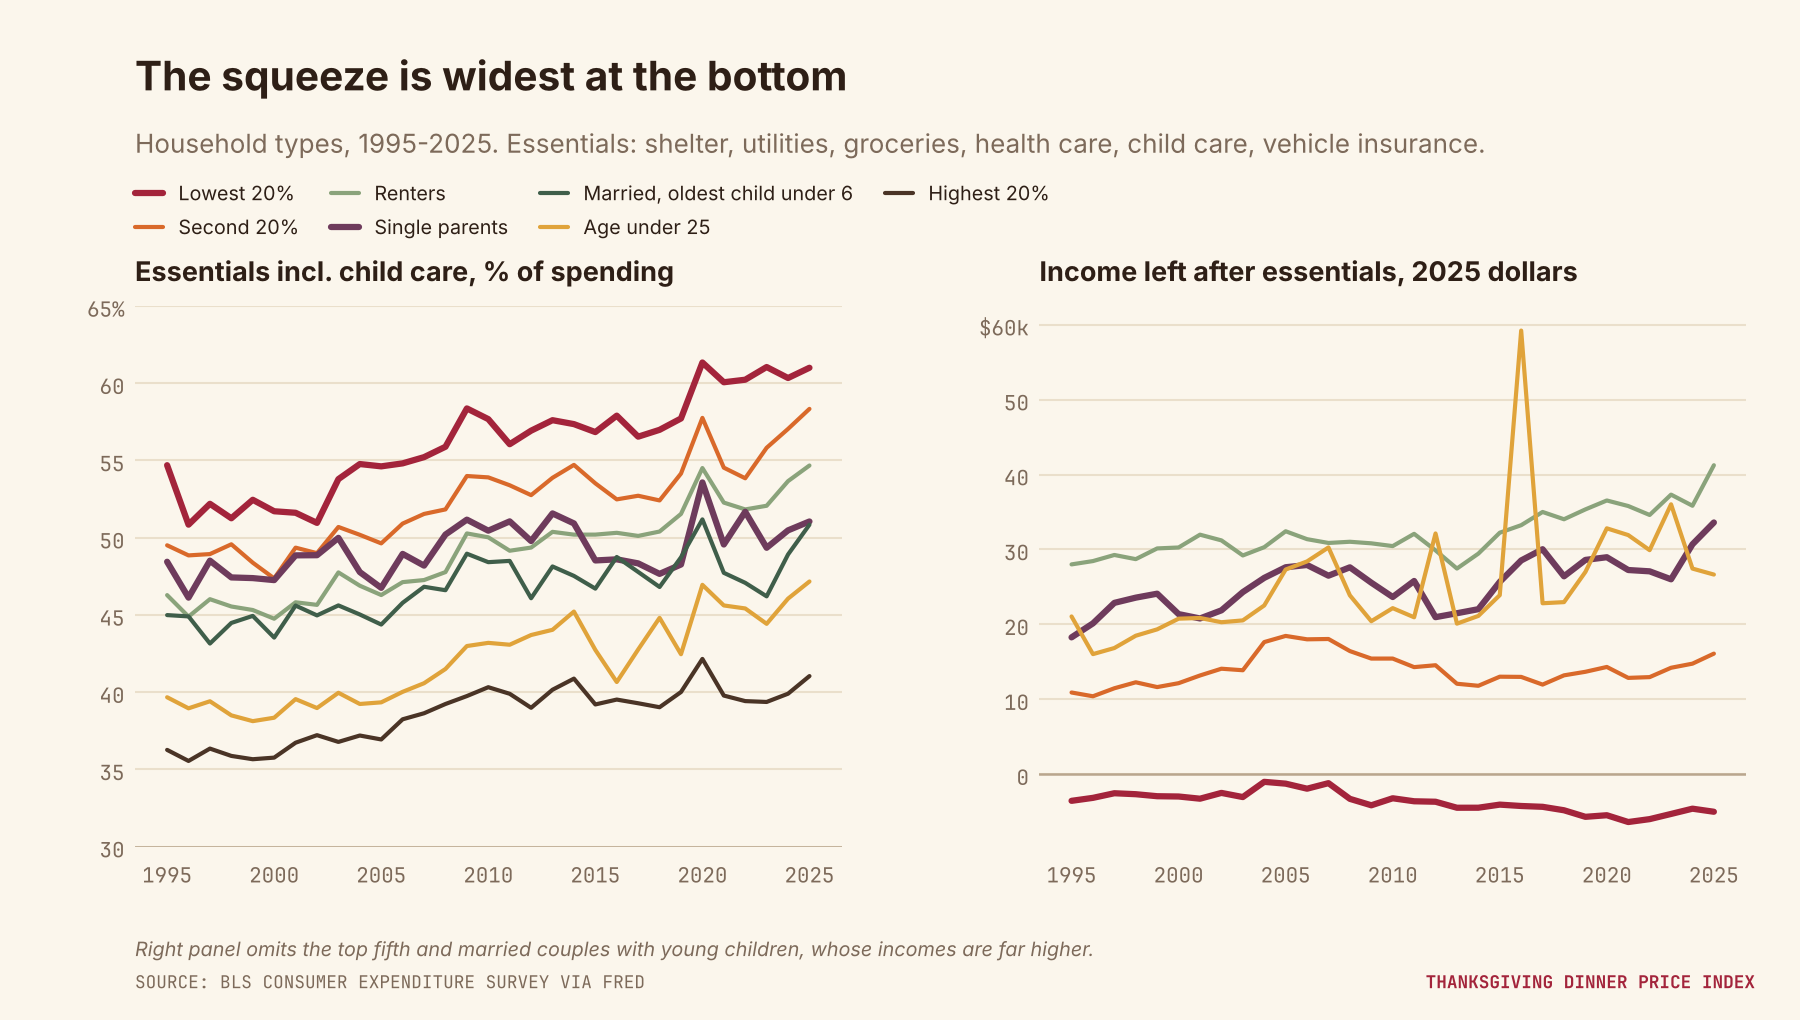 The squeeze is widest at the bottom
Household types, 1995-2025. Essentials: shelter, utilities, groceries, health care, child care, vehicle insurance.
Lowest 20% Renters Married, oldest child under 6 Highest 20%
Second 20% Single parents Age under 25
Essentials incl. child care, % of spending
65%
60
55
50
45
40
35
30
1995 2000 2005 2010 2015 2020 2025
Income left after essentials, 2025 dollars
$60k
50
40
30
20
10
0
1995 2000 2005 2010 2015 2020 2025
Right panel omits the top fifth and married couples with young children, whose incomes are far higher.
SOURCE: BLS CONSUMER EXPENDITURE SURVEY VIA FRED
THANKSGIVING DINNER PRICE INDEX